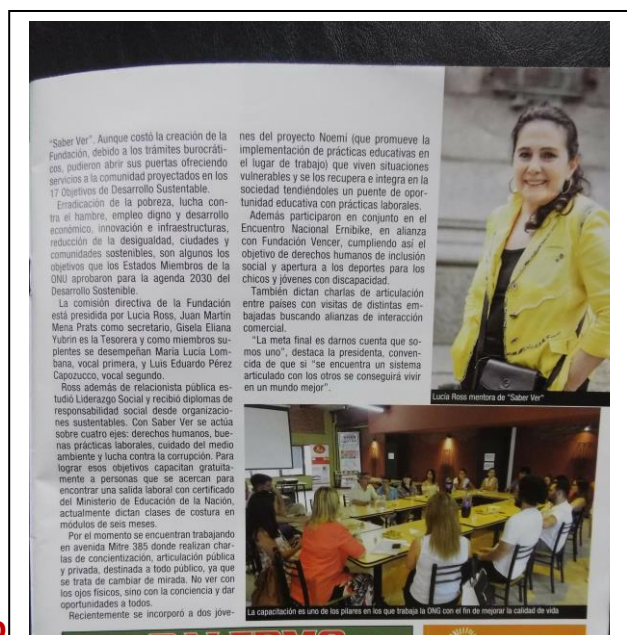 "Saber Ver". Aunque costó la creación de la
Fundación, debido a los trámites burocráti-
cos, pudieron abrir sus puertas ofreciendo
servicios a la comunidad proyectados en los
17 Objetivos de Desarrollo Sustentable.
Erradicación de la pobreza, lucha con-
tra el hambre, empleo digno y desarrollo
económico, innovación e infraestructuras,
reducción de la desigualdad, ciudades y
comunidades sostenibles, son algunos los
objetivos que los Estados Miembros de la
ONU aprobaron para la agenda 2030 del
Desarrollo Sostenible.
La comisión directiva de la Fundación
está presidida por Lucia Ross, Juan Martín
Mena Prats como secretario, Gisela Eliana
Yubrin es la Tesorera y como miembros su-
plentes se desempeñan María Lucia Lom-
bana, vocal primera, y Luis Eduardo Pérez
Capozucco, vocal segundo.
Ross además de relacionista pública es-
tudió Liderazgo Social y recibió diplomas de
responsabilidad social desde organizacio-
nes sustentables. Con Saber Ver se actúa
sobre cuatro ejes: derechos humanos, bue-
nas prácticas laborales, cuidado del medio
ambiente y lucha contra la corrupción. Para
lograr esos objetivos capacitan gratuita-
mente a personas que se acercan para
encontrar una salida laboral con certificado
del Ministerio de Educación de la Nación,
actualmente dictan clases de costura en
módulos de seis meses.
Por el momento se encuentran trabajando
en avenida Mitre 385 donde realizan char-
las de concientización, articulación pública
y privada, destinada a todo público, ya que
se trata de cambiar de mirada. No ver con
los ojos físicos, sino con la conciencia y dar
oportunidades a todos.
Recientemente se incorporó a dos jóve-
nes del proyecto Noemí (que promueve la
implementación de prácticas educativas en
el lugar de trabajo) que viven situaciones
vulnerables y se los recupera e integra en la
sociedad tendiéndoles un puente de opor-
tunidad educativa con prácticas laborales.
Además participaron en conjunto en el
Encuentro Nacional Ernibike, en alianza
con Fundación Vencer, cumpliendo así el
objetivo de derechos humanos de inclusión
social y apertura a los deportes para los
chicos y jóvenes con discapacidad.
También dictan charlas de articulación
entre países con visitas de distintas em-
bajadas buscando alianzas de interacción
comercial.
"La meta final es darnos cuenta que so-
mos uno", destaca la presidenta, conven-
cida de que si "se encuentra un sistema
articulado con los otros se conseguirá vivir
en un mundo mejor".
Lucía Ross mentora de "Saber Ver"
La capacitación es uno de los pilares en los que trabaja la ONG con el fin de mejorar la calidad de vida